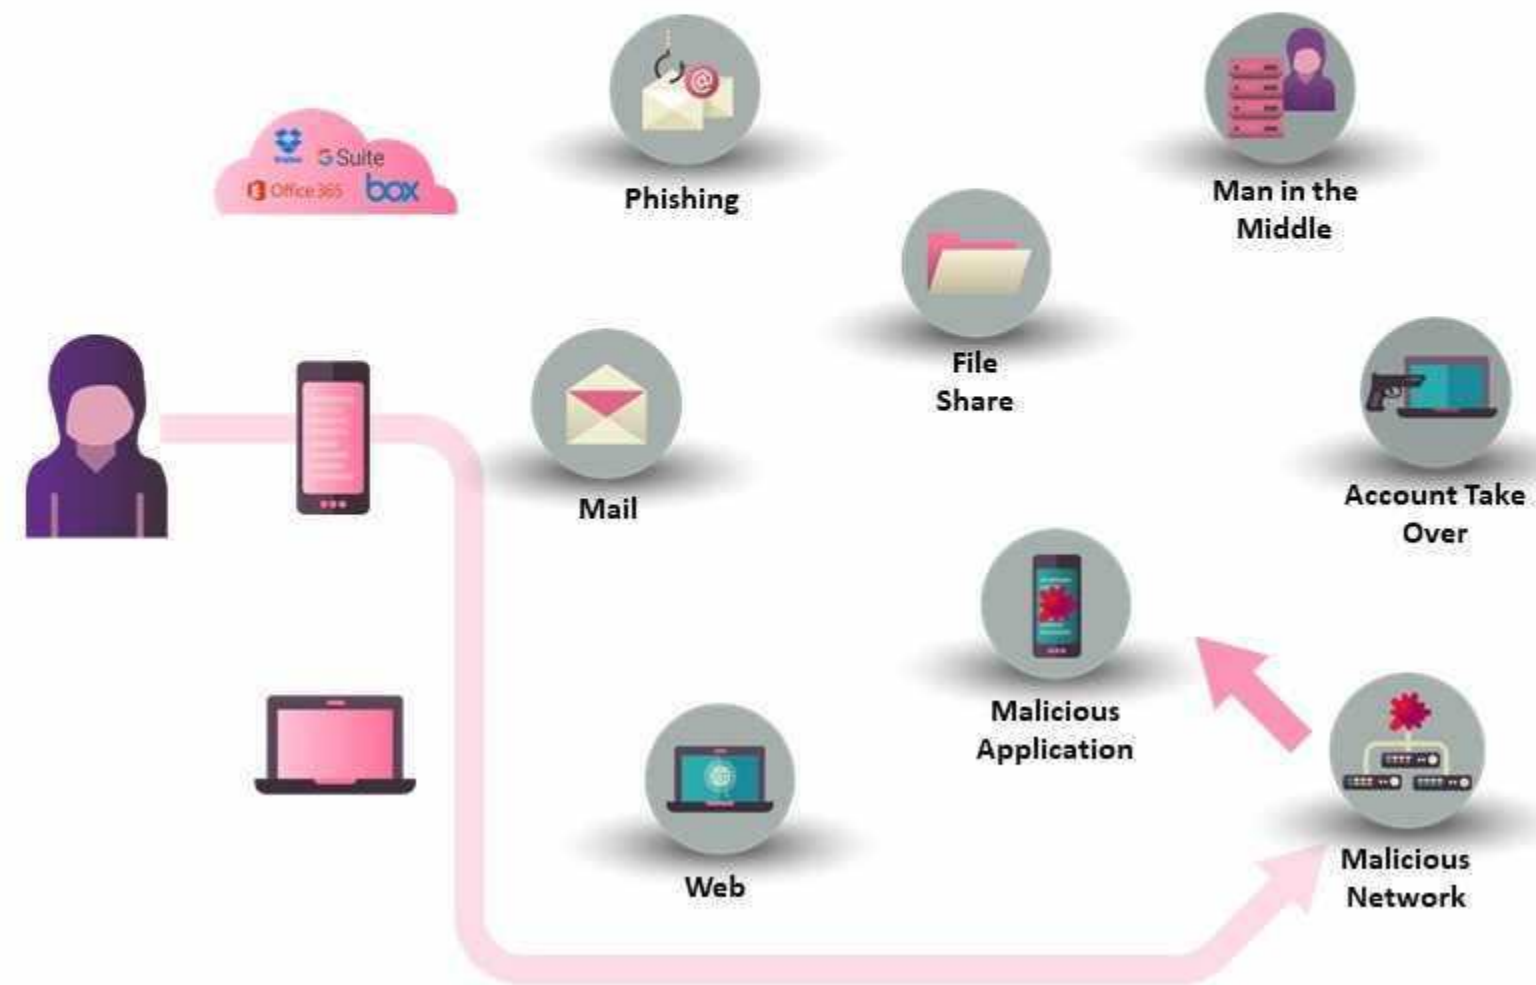 Phishing
Man in the
Middle
G Suite
Office 365
box
File
Share
Mail
Account Take
Over
Malicious
Application
Malicious
Network
Web